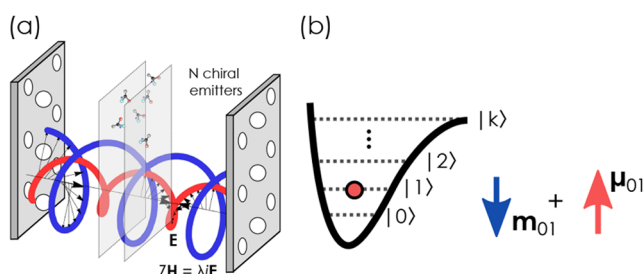 (a)
N chiral
emitters
E
ZH = λiE
(b)
|k⟩
|2⟩
|1⟩
|0⟩
m01
+
μ01